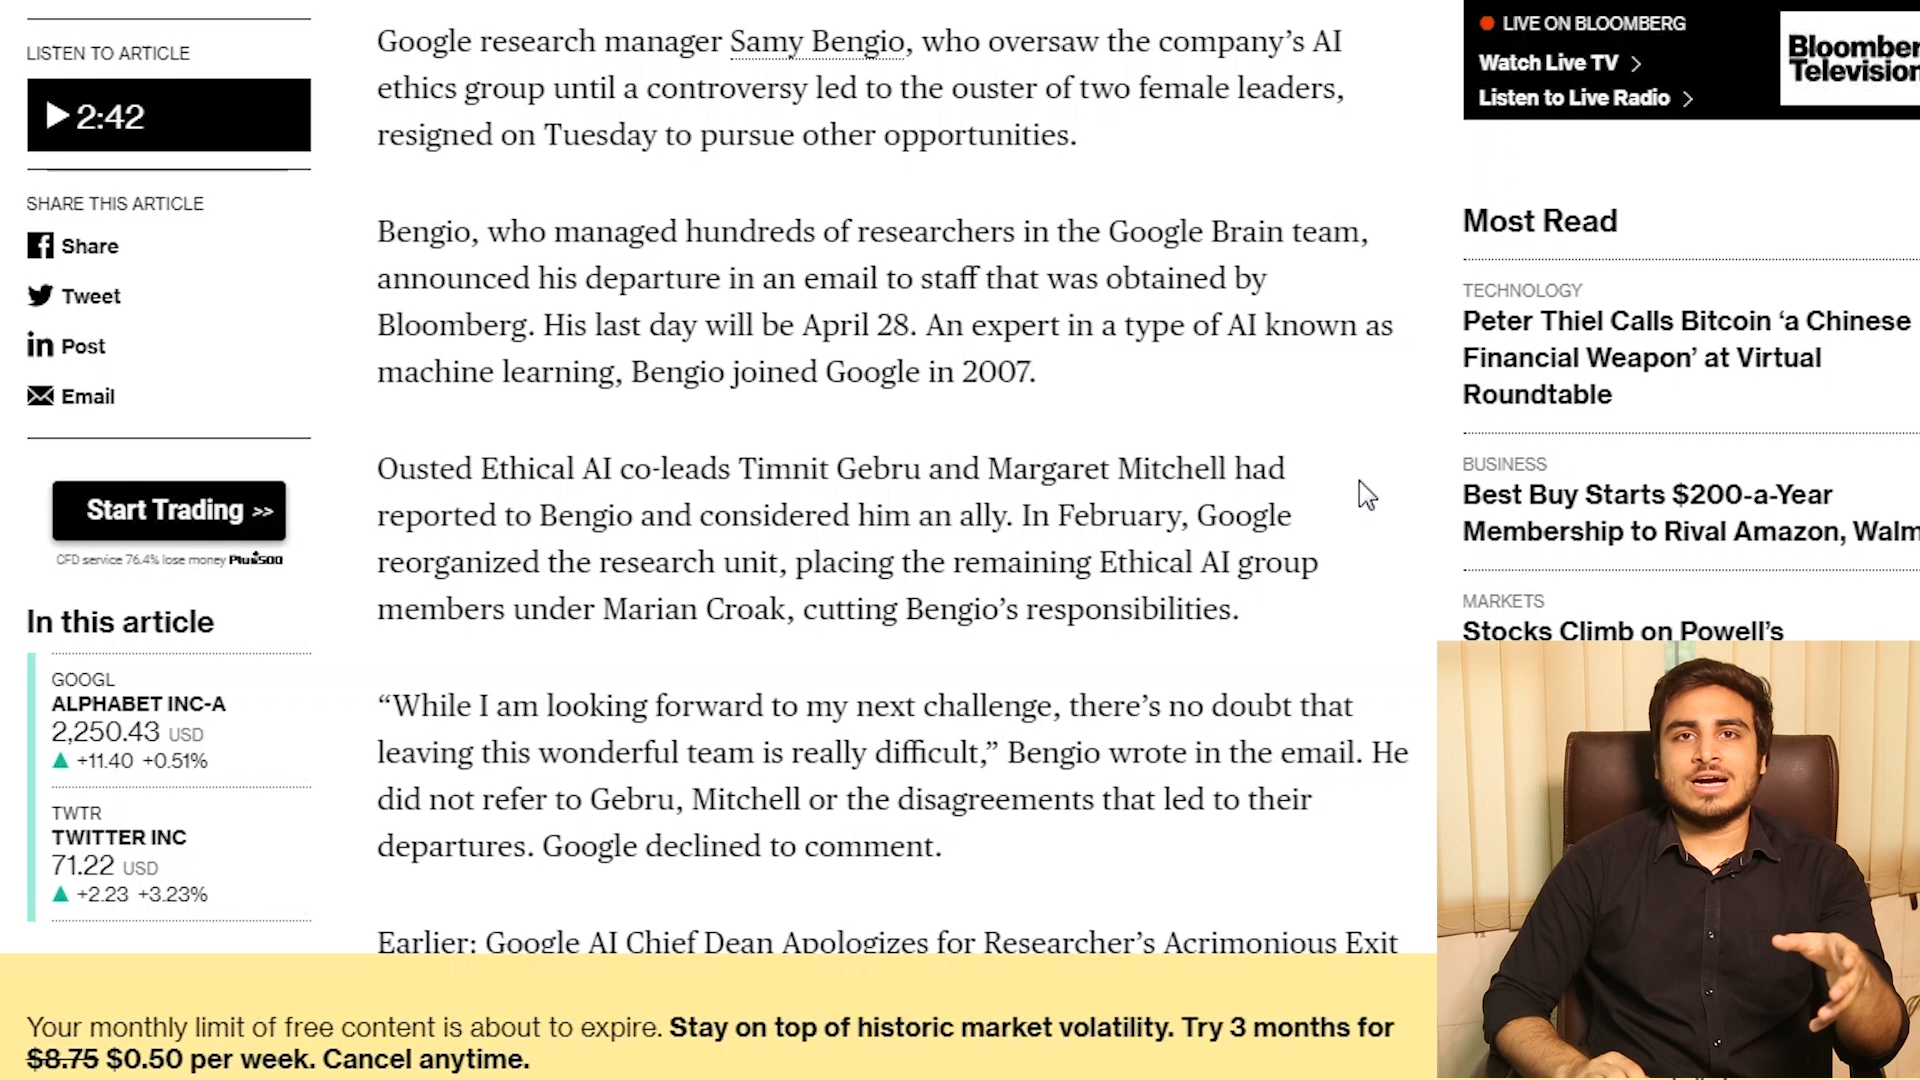 LISTEN TO ARTICLE
2:42
SHARE THIS ARTICLE
Share
Tweet
Post
Email
Start Trading >>
CFD service 76.4% lose money Plus500
In this article
GOOGL
ALPHABET INC-A
2,250.43 USD
+11.40 +0.51%
TWTR
TWITTER INC
71.22 USD
+2.23 +3.23%
Google research manager Samy Bengio, who oversaw the company’s AI
ethics group until a controversy led to the ouster of two female leaders,
resigned on Tuesday to pursue other opportunities.
Bengio, who managed hundreds of researchers in the Google Brain team,
announced his departure in an email to staff that was obtained by
Bloomberg. His last day will be April 28. An expert in a type of AI known as
machine learning, Bengio joined Google in 2007.
Ousted Ethical AI co-leads Timnit Gebru and Margaret Mitchell had
reported to Bengio and considered him an ally. In February, Google
reorganized the research unit, placing the remaining Ethical AI group
members under Marian Croak, cutting Bengio’s responsibilities.
“While I am looking forward to my next challenge, there’s no doubt that
leaving this wonderful team is really difficult,” Bengio wrote in the email. He
did not refer to Gebru, Mitchell or the disagreements that led to their
departures. Google declined to comment.
Earlier: Google AI Chief Dean Apologizes for Researcher’s Acrimonious Exit
LIVE ON BLOOMBERG
Watch Live TV
Listen to Live Radio
Bloomber
Television
Most Read
TECHNOLOGY
Peter Thiel Calls Bitcoin ‘a Chinese
Financial Weapon’ at Virtual
Roundtable
BUSINESS
Best Buy Starts $200-a-Year
Membership to Rival Amazon, Walm
MARKETS
Stocks Climb on Powell’s
Your monthly limit of free content is about to expire. Stay on top of historic market volatility. Try 3 months for
$8.75 $0.50 per week. Cancel anytime.